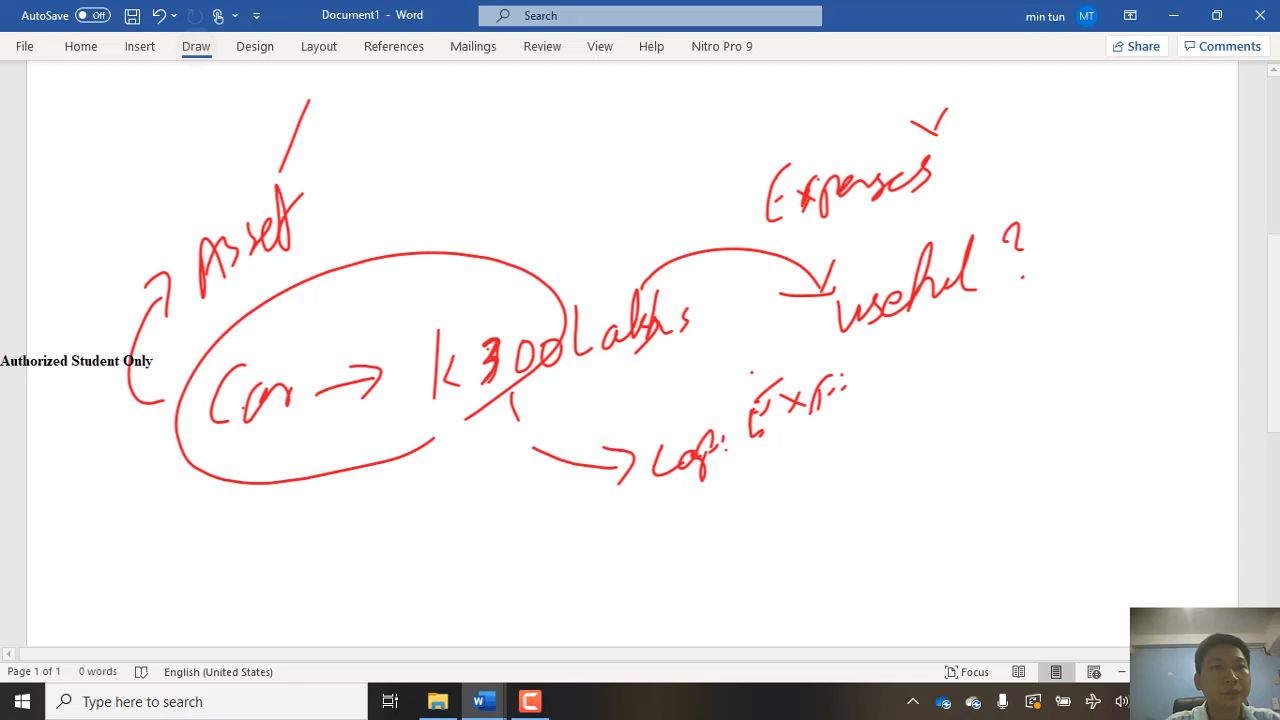 AutoSave Off Document1 - Word Search min tun MT
File Home Insert Draw Design Layout References Mailings Review View Help Nitro Pro 9 Share Comments
Expenses
Asset
useful ?
Authorized Student Only
Car → K 300 Lakhs
Cap:
Page 1 of 1 0 words English (United States) Focus
Type here to search